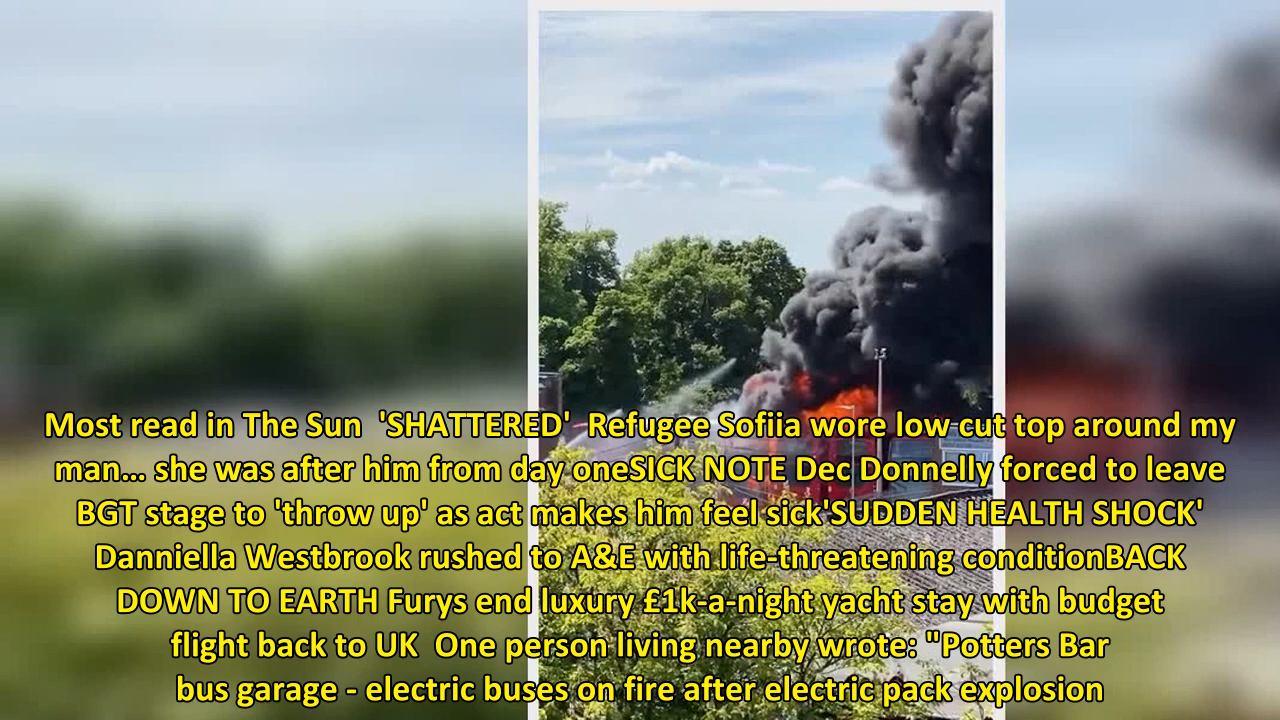 Most read in The Sun 'SHATTERED' Refugee Sofiia wore low cut top around my
man... she was after him from day oneSICK NOTE Dec Donnelly forced to leave
BGT stage to 'throw up' as act makes him feel sick'SUDDEN HEALTH SHOCK'
Danniella Westbrook rushed to A&E with life-threatening conditionBACK
DOWN TO EARTH Furys end luxury £1k-a-night yacht stay with budget
flight back to UK One person living nearby wrote: "Potters Bar
bus garage - electric buses on fire after electric pack explosion